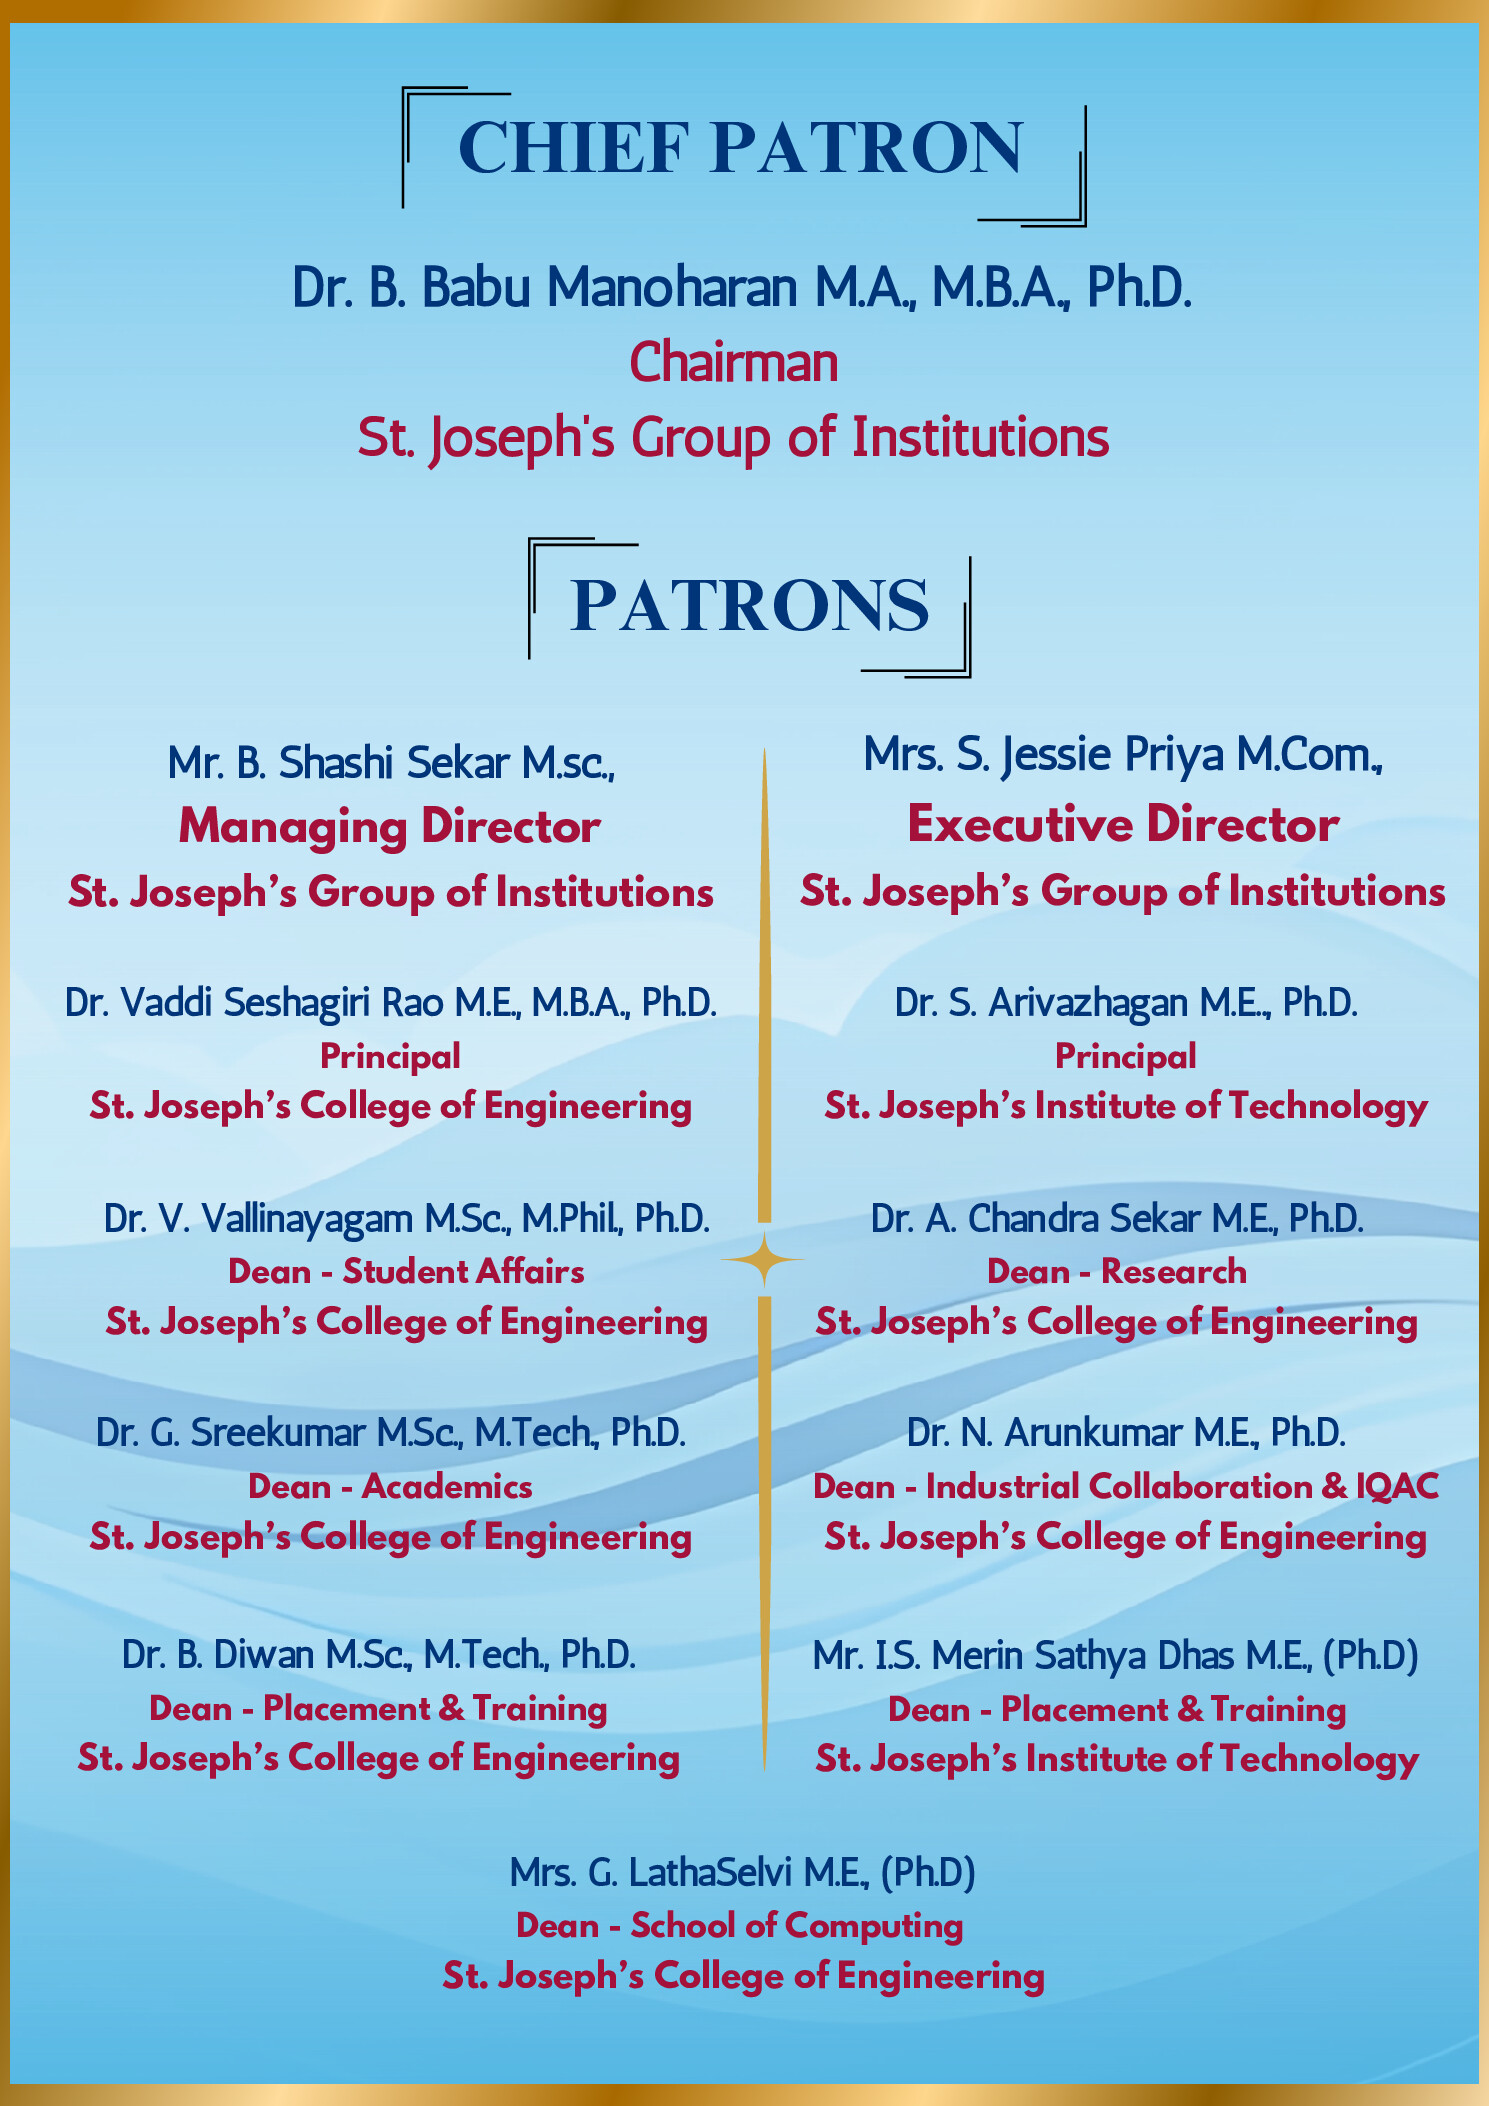 CHIEF PATRON
Dr. B. Babu Manoharan M.A., M.B.A., Ph.D.
Chairman
St. Joseph's Group of Institutions
PATRONS
Mr. B. Shashi Sekar M.sc.,
Managing Director
St. Joseph’s Group of Institutions
Mrs. S. Jessie Priya M.Com.,
Executive Director
St. Joseph’s Group of Institutions
Dr. Vaddi Seshagiri Rao M.E., M.B.A., Ph.D.
Principal
St. Joseph’s College of Engineering
Dr. S. Arivazhagan M.E.., Ph.D.
Principal
St. Joseph’s Institute of Technology
Dr. V. Vallinayagam M.Sc., M.Phil., Ph.D.
Dean - Student Affairs
St. Joseph’s College of Engineering
Dr. A. Chandra Sekar M.E., Ph.D.
Dean - Research
St. Joseph’s College of Engineering
Dr. G. Sreekumar M.Sc., M.Tech., Ph.D.
Dean - Academics
St. Joseph’s College of Engineering
Dr. N. Arunkumar M.E., Ph.D.
Dean - Industrial Collaboration & IQAC
St. Joseph’s College of Engineering
Dr. B. Diwan M.Sc., M.Tech., Ph.D.
Dean - Placement & Training
St. Joseph’s College of Engineering
Mr. I.S. Merin Sathya Dhas M.E., (Ph.D)
Dean - Placement & Training
St. Joseph’s Institute of Technology
Mrs. G. LathaSelvi M.E., (Ph.D)
Dean - School of Computing
St. Joseph’s College of Engineering